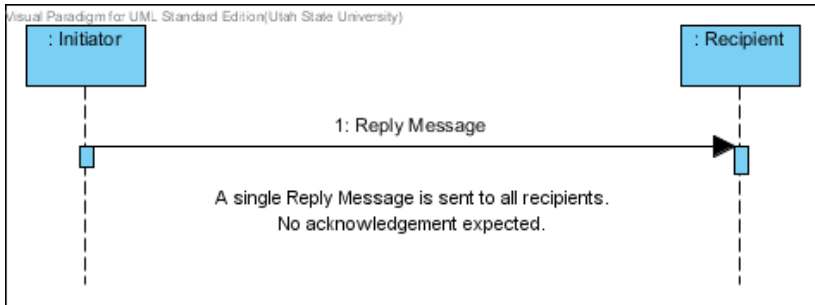 Visual Paradigm for UML Standard Edition(Utah State University)
: Initiator
: Recipient
1: Reply Message
A single Reply Message is sent to all recipients.
No acknowledgement expected.